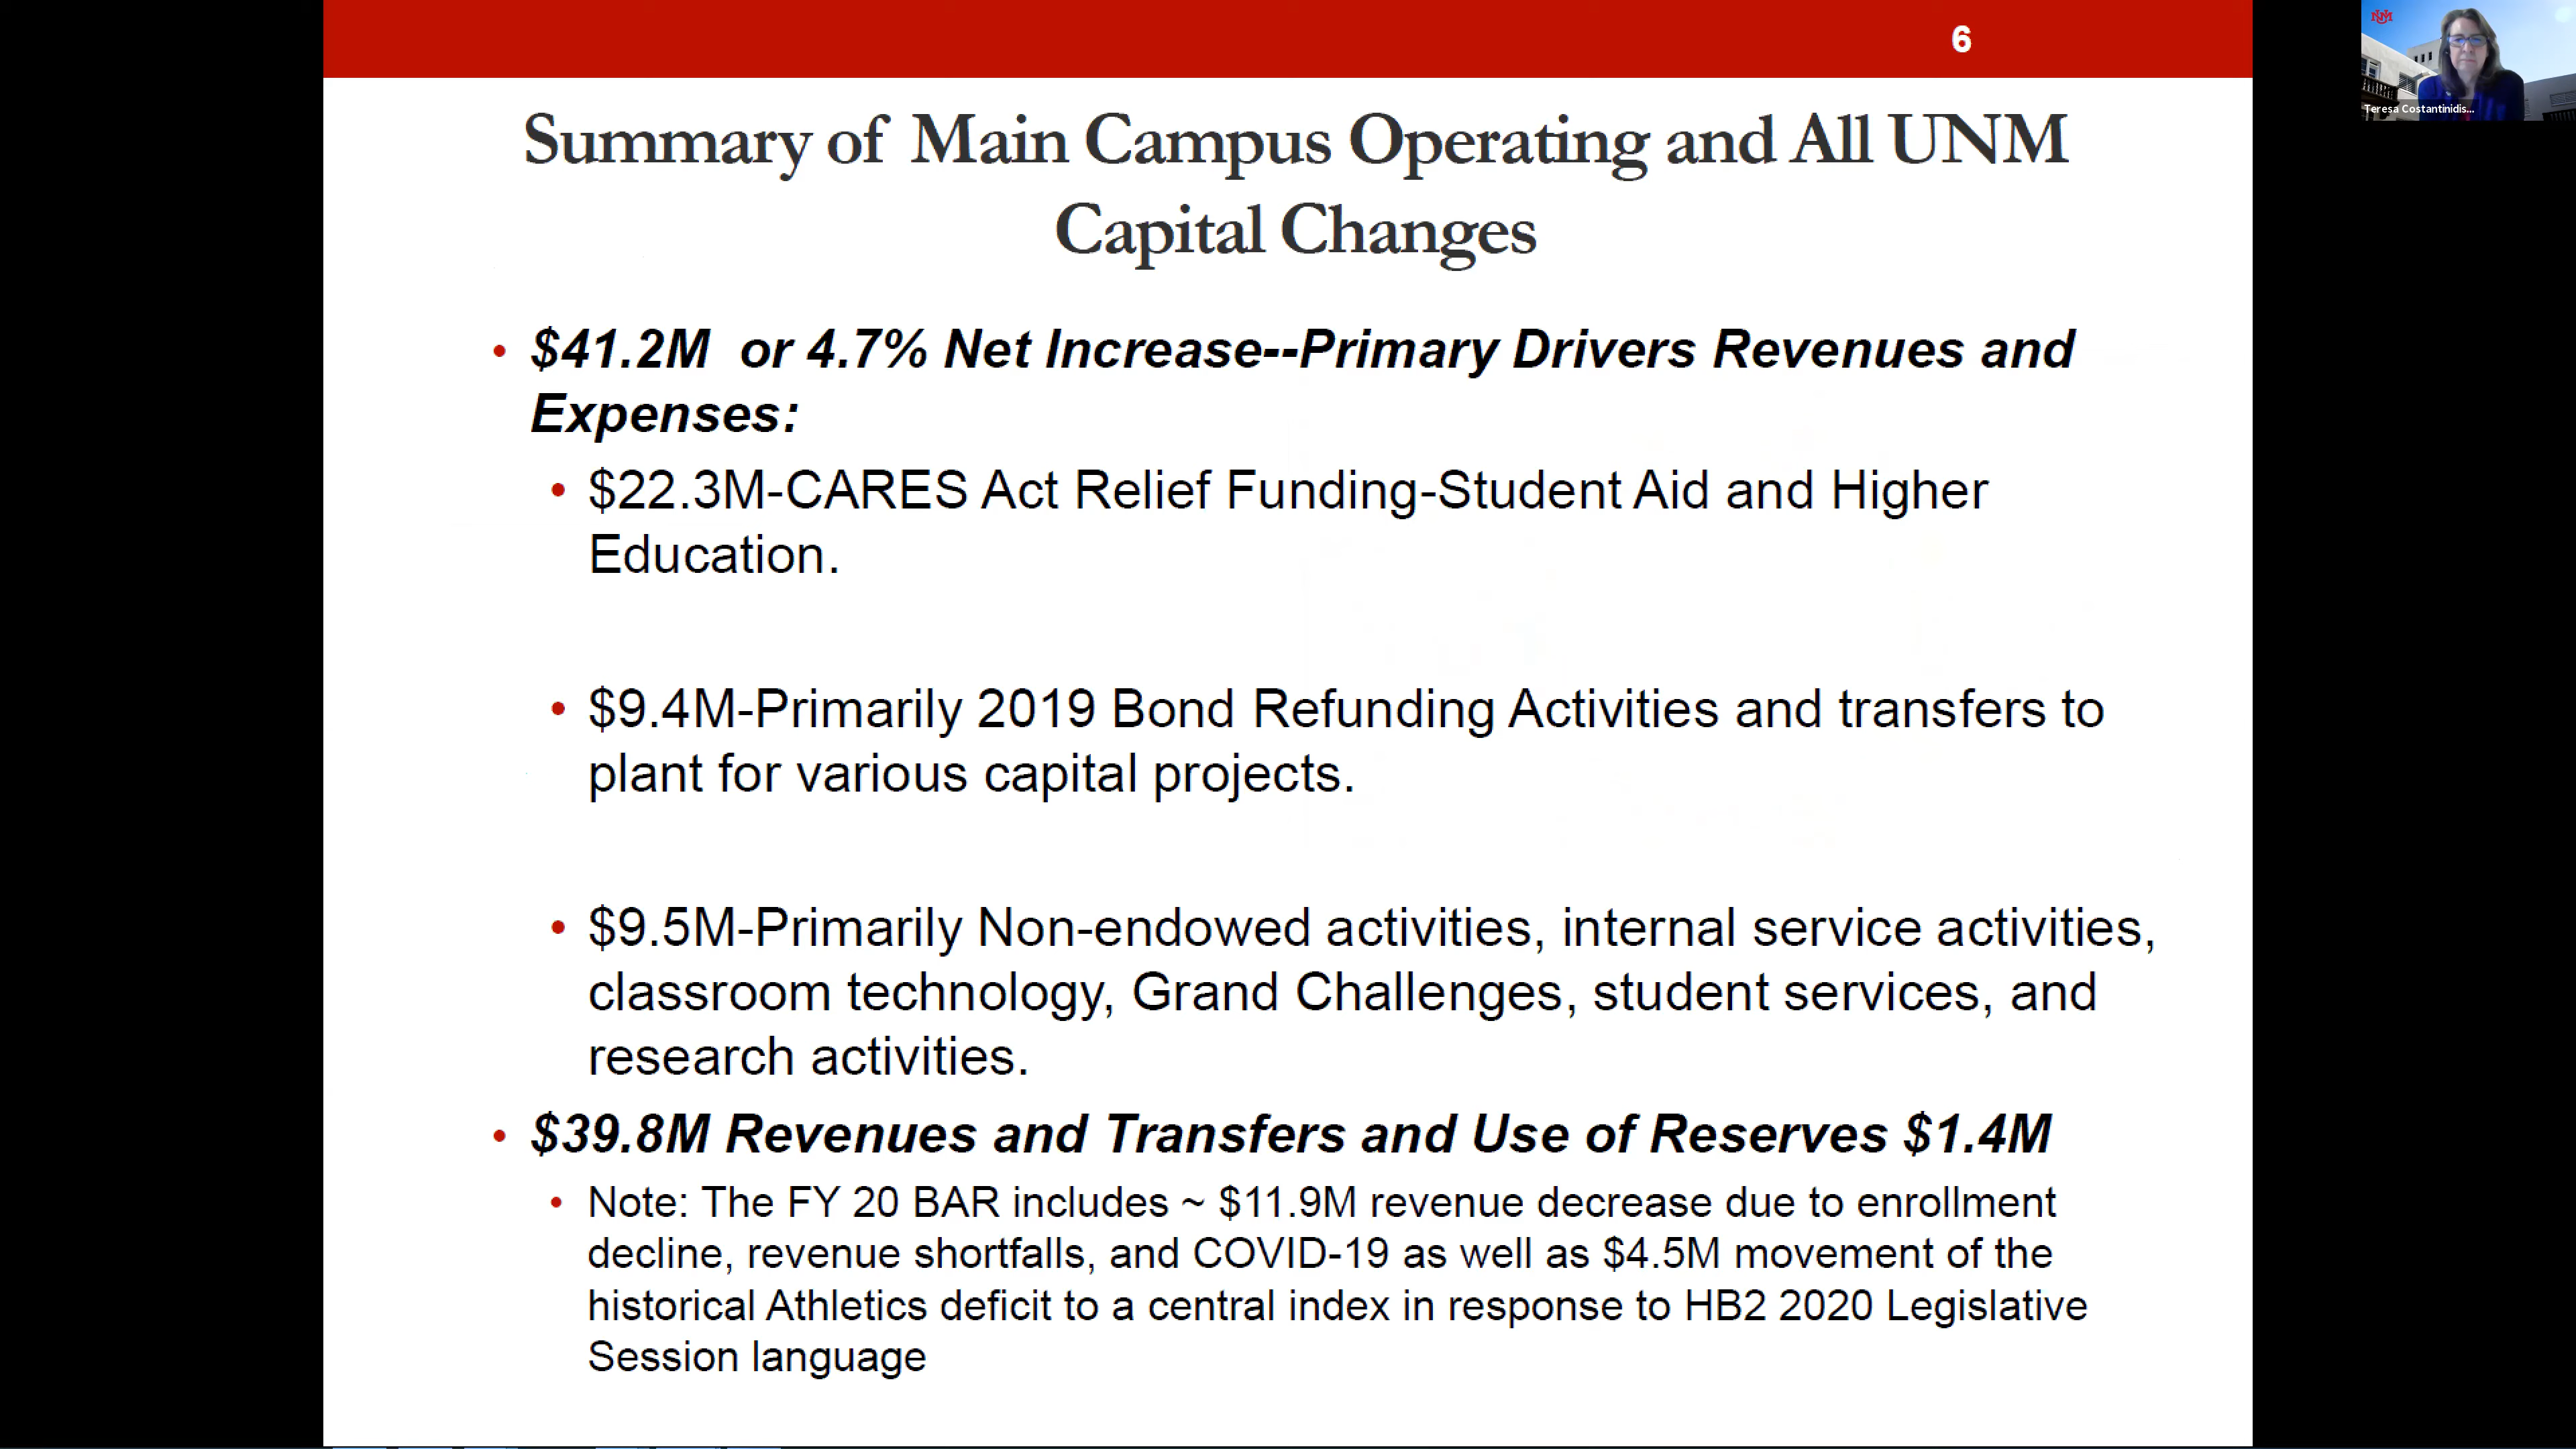 6
Summary of Main Campus Operating and All UNM
Capital Changes
• $41.2M or 4.7% Net Increase--Primary Drivers Revenues and
Expenses:
• $22.3M-CARES Act Relief Funding-Student Aid and Higher
Education.
• $9.4M-Primarily 2019 Bond Refunding Activities and transfers to
plant for various capital projects.
• $9.5M-Primarily Non-endowed activities, internal service activities,
classroom technology, Grand Challenges, student services, and
research activities.
• $39.8M Revenues and Transfers and Use of Reserves $1.4M
• Note: The FY 20 BAR includes ~ $11.9M revenue decrease due to enrollment
decline, revenue shortfalls, and COVID-19 as well as $4.5M movement of the
historical Athletics deficit to a central index in response to HB2 2020 Legislative
Session language
NM
Teresa Costantinidis...